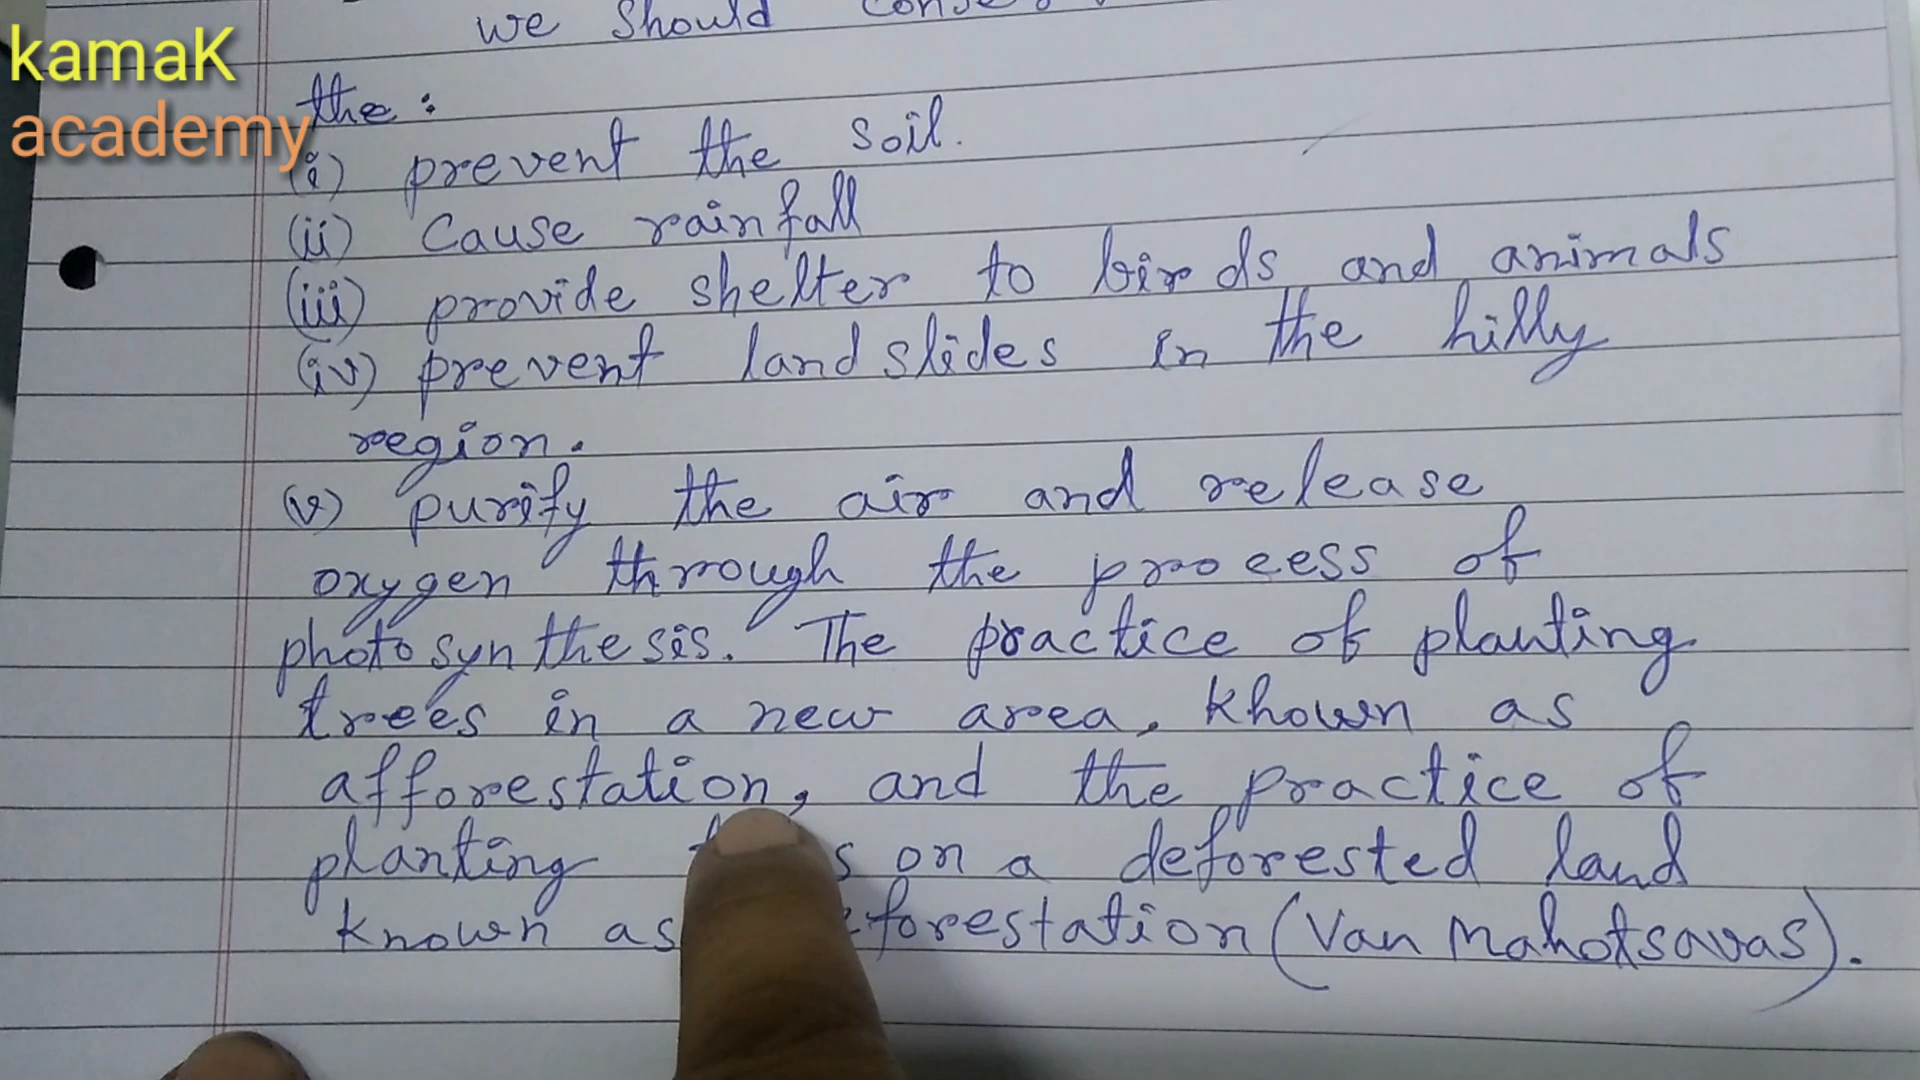 we should
kamaK
academy
the:
(i) prevent the soil.
(ii) Cause rainfall
(iii) provide shelter to birds and animals
(iv) prevent landslides in the hilly
region.
(v) purify the air and release
oxygen through the process of
photosynthesis. The practice of planting
trees in a new area, known as
afforestation, and the practice of
planting on a deforested land
known as forestation (Van Mahotsavas).